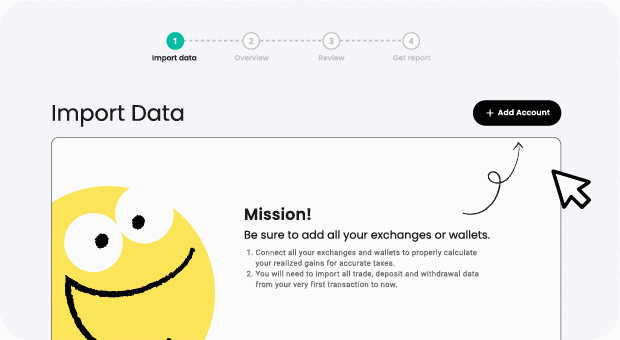 1 2 3 4
Import data Overview Review Get report
Import Data
+ Add Account
Mission!
Be sure to add all your exchanges or wallets.
1. Connect all your exchanges and wallets to properly calculate
your realized gains for accurate taxes.
2. You will need to import all trade, deposit and withdrawal data
from your very first transaction to now.